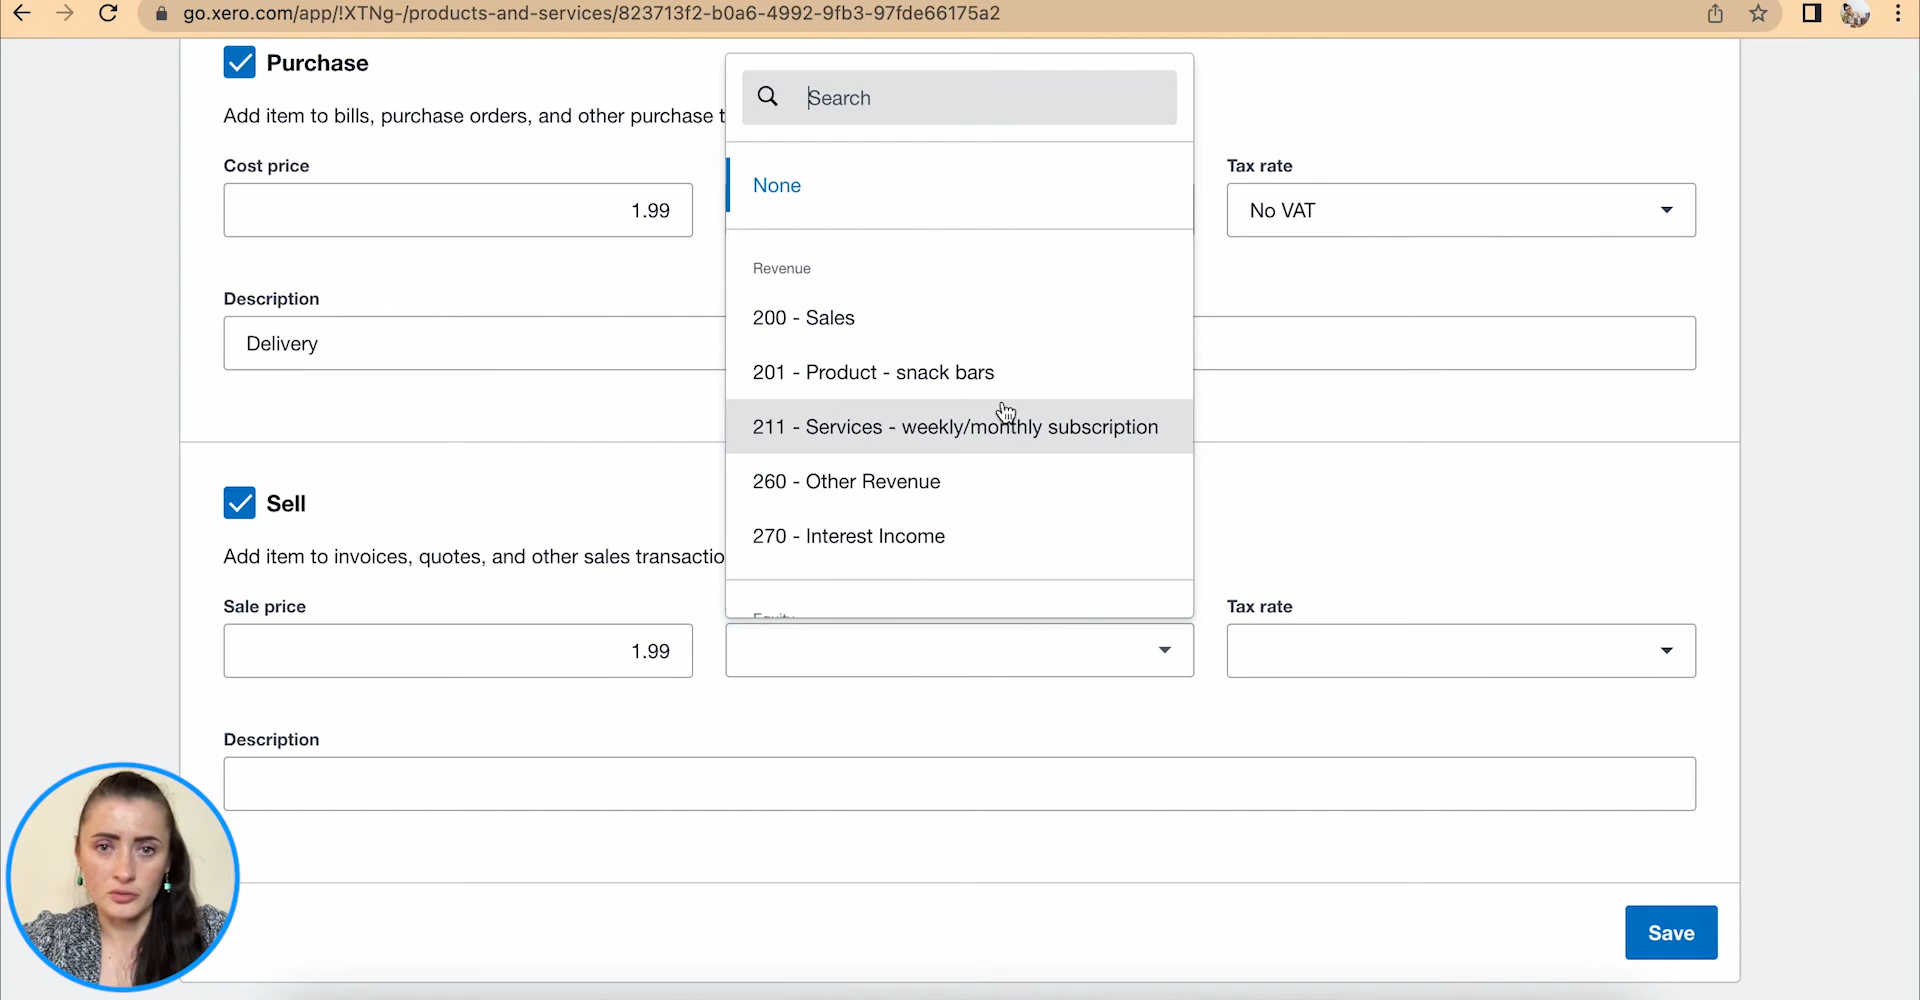 go.xero.com/app/!XTNg-/products-and-services/823713f2-b0a6-4992-9fb3-97fde66175a2
Purchase
Add item to bills, purchase orders, and other purchase t
Cost price
1.99
Tax rate
No VAT
Description
Delivery
Search
None
Revenue
200 - Sales
201 - Product - snack bars
211 - Services - weekly/monthly subscription
260 - Other Revenue
270 - Interest Income
Equity
Sell
Add item to invoices, quotes, and other sales transactio
Sale price
1.99
Tax rate
Description
Save